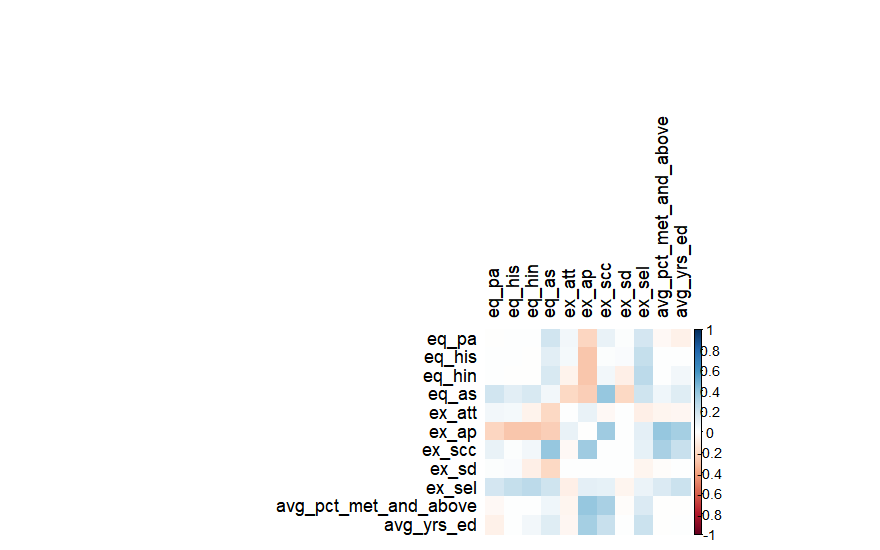 eq_pa
eq_his
eq_hin
eq_as
ex_att
ex_ap
ex_scc
ex_sd
ex_sel
avg_pct_met_and_above
avg_yrs_ed
eq_pa
eq_his
eq_hin
eq_as
ex_att
ex_ap
ex_scc
ex_sd
ex_sel
avg_pct_met_and_above
avg_yrs_ed
1
0.8
0.6
0.4
0.2
0
-0.2
-0.4
-0.6
-0.8
-1